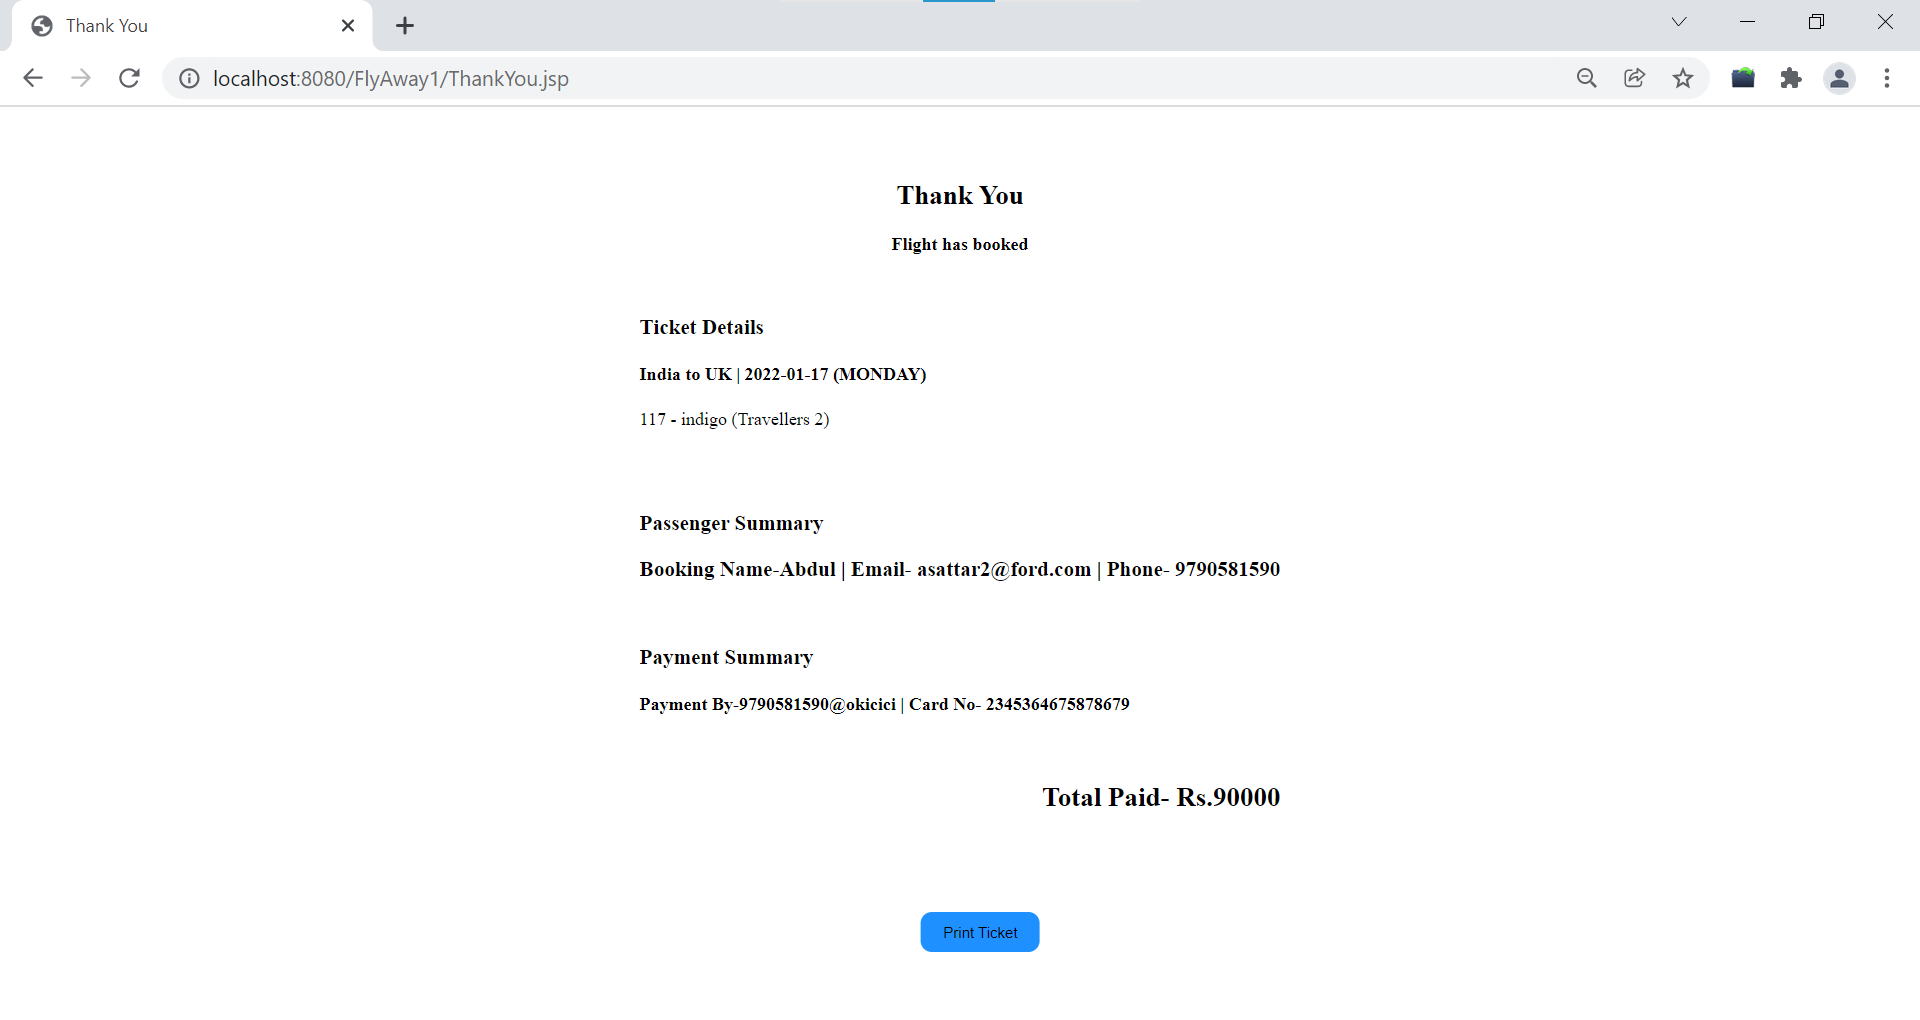 Thank You
localhost:8080/FlyAway1/ThankYou.jsp
Thank You
Flight has booked
Ticket Details
India to UK | 2022-01-17 (MONDAY)
117 - indigo (Travellers 2)
Passenger Summary
Booking Name-Abdul | Email- asattar2@ford.com | Phone- 9790581590
Payment Summary
Payment By-9790581590@okicici | Card No- 2345364675878679
Total Paid- Rs.90000
Print Ticket